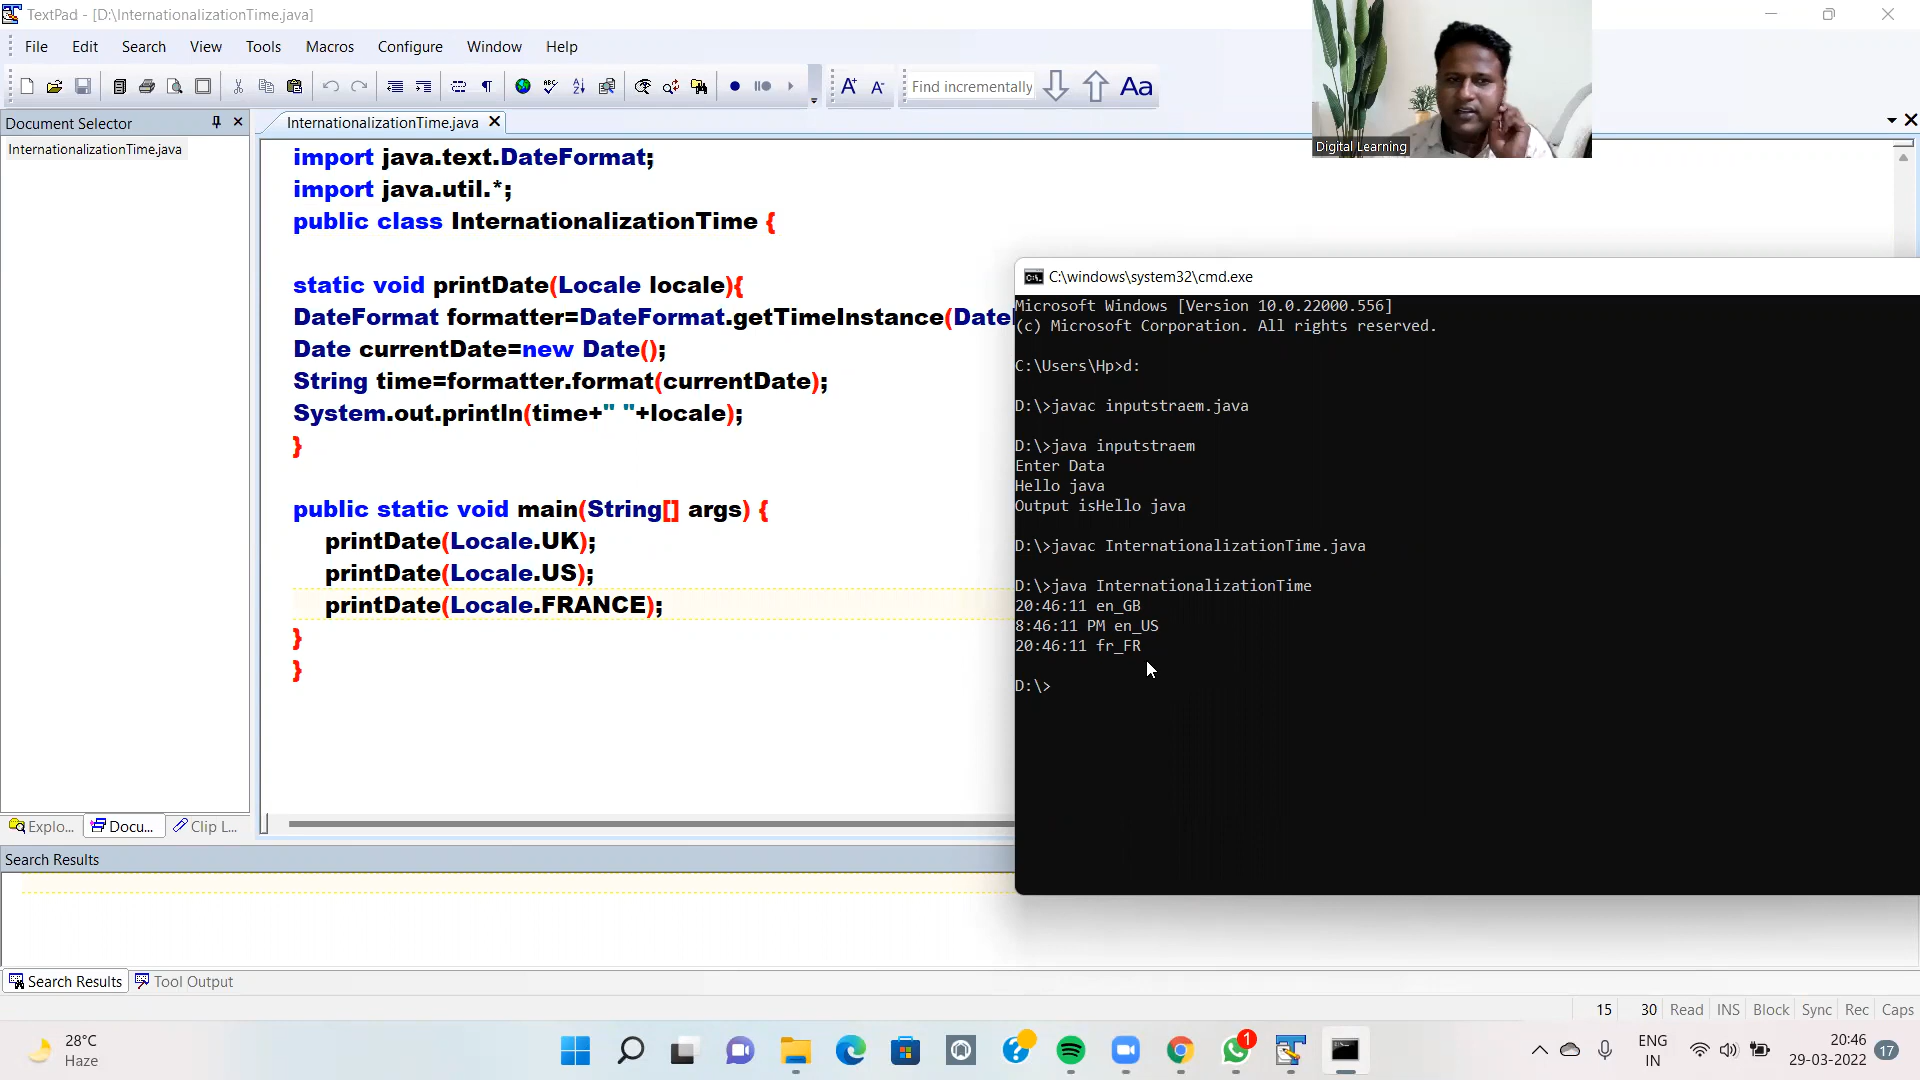 TextPad - [D:\InternationalizationTime.java]
File Edit Search View Tools Macros Configure Window Help
Find incrementally
Aa
Digital Learning
Document Selector
InternationalizationTime.java
InternationalizationTime.java
import java.text.DateFormat;
import java.util.*;
public class InternationalizationTime {
static void printDate(Locale locale){
DateFormat formatter=DateFormat.getTimeInstance(Date
Date currentDate=new Date();
String time=formatter.format(currentDate);
System.out.println(time+" "+locale);
}
public static void main(String[] args) {
printDate(Locale.UK);
printDate(Locale.US);
printDate(Locale.FRANCE);
}
}
C:\windows\system32\cmd.exe
Microsoft Windows [Version 10.0.22000.556]
(c) Microsoft Corporation. All rights reserved.
C:\Users\Hp>d:
D:\>javac inputstraem.java
D:\>java inputstraem
Enter Data
Hello java
Output isHello java
D:\>javac InternationalizationTime.java
D:\>java InternationalizationTime
20:46:11 en_GB
8:46:11 PM en_US
20:46:11 fr_FR
D:\>
Explo... Docu... Clip L...
Search Results
Search Results Tool Output
15 30 Read INS Block Sync Rec Caps
28°C
Haze
1
ENG
IN
20:46
29-03-2022
17